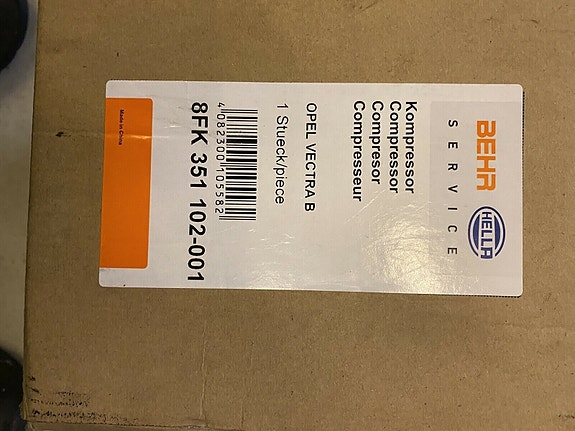 BEHR HELLA
SERVICE
Kompressor
Compressor
Compresor
Compresseur
OPEL VECTRA B
1 Stueck/piece
4 082300 105582
8FK 351 102-001
Made in China